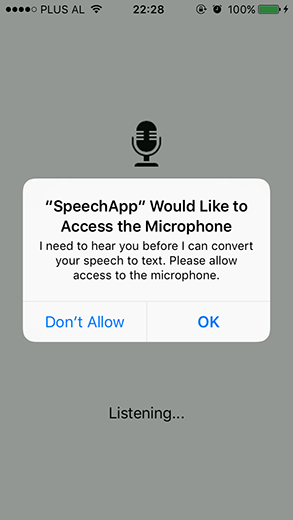 PLUS AL 22:28 100%
“SpeechApp” Would Like to
Access the Microphone
I need to hear you before I can convert
your speech to text. Please allow
access to the microphone.
Don’t Allow OK
Listening...